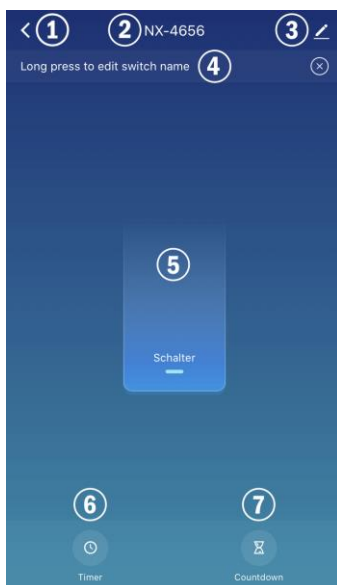 1 2 NX-4656 3
Long press to edit switch name 4
5
Schalter
6 7
Timer Countdown